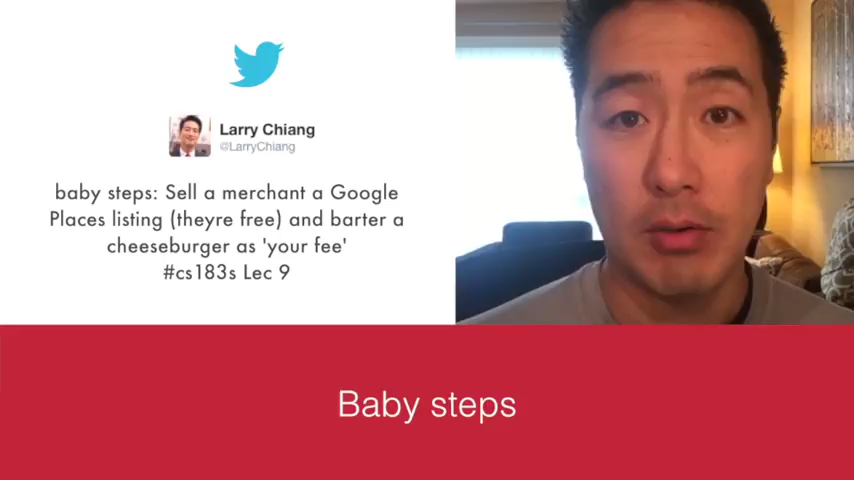 Larry Chiang
@LarryChiang
baby steps: Sell a merchant a Google
Places listing (theyre free) and barter a
cheeseburger as 'your fee'
#cs183s Lec 9
Baby steps